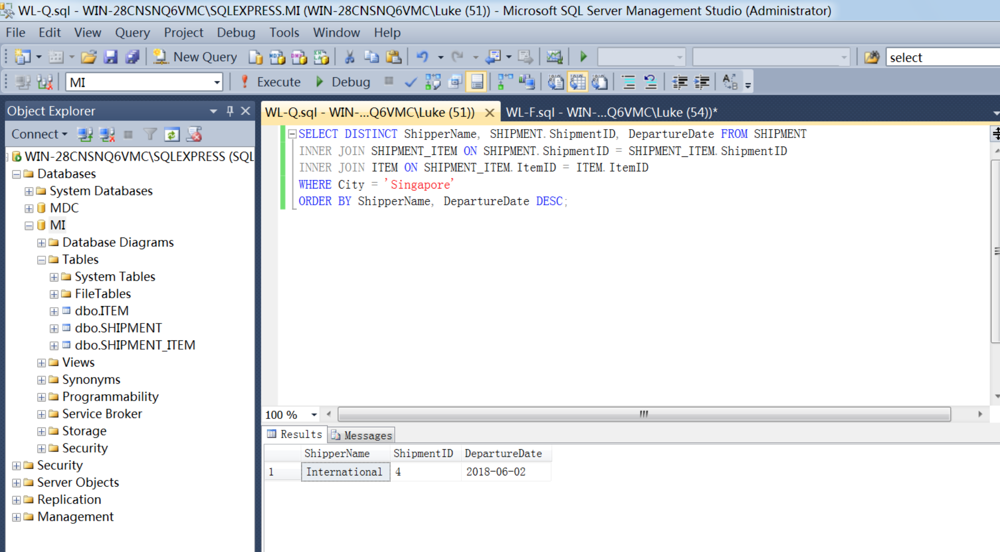 WL-Q.sql - WIN-28CNSNQ6VMC\SQLEXPRESS.MI (WIN-28CNSNQ6VMC\Luke (51)) - Microsoft SQL Server Management Studio (Administrator)
File Edit View Query Project Debug Tools Window Help
New Query select
MI Execute Debug
Object Explorer
Connect
WIN-28CNSNQ6VMC\SQLEXPRESS (SQL
Databases
System Databases
MDC
MI
Database Diagrams
Tables
System Tables
FileTables
dbo.ITEM
dbo.SHIPMENT
dbo.SHIPMENT_ITEM
Views
Synonyms
Programmability
Service Broker
Storage
Security
Security
Server Objects
Replication
Management
WL-Q.sql - WIN-...Q6VMC\Luke (51)) WL-F.sql - WIN-...Q6VMC\Luke (54))*
SELECT DISTINCT ShipperName, SHIPMENT.ShipmentID, DepartureDate FROM SHIPMENT
INNER JOIN SHIPMENT_ITEM ON SHIPMENT.ShipmentID = SHIPMENT_ITEM.ShipmentID
INNER JOIN ITEM ON SHIPMENT_ITEM.ItemID = ITEM.ItemID
WHERE City = 'Singapore'
ORDER BY ShipperName, DepartureDate DESC;
100 %
Results Messages
ShipperName ShipmentID DepartureDate
1 International 4 2018-06-02